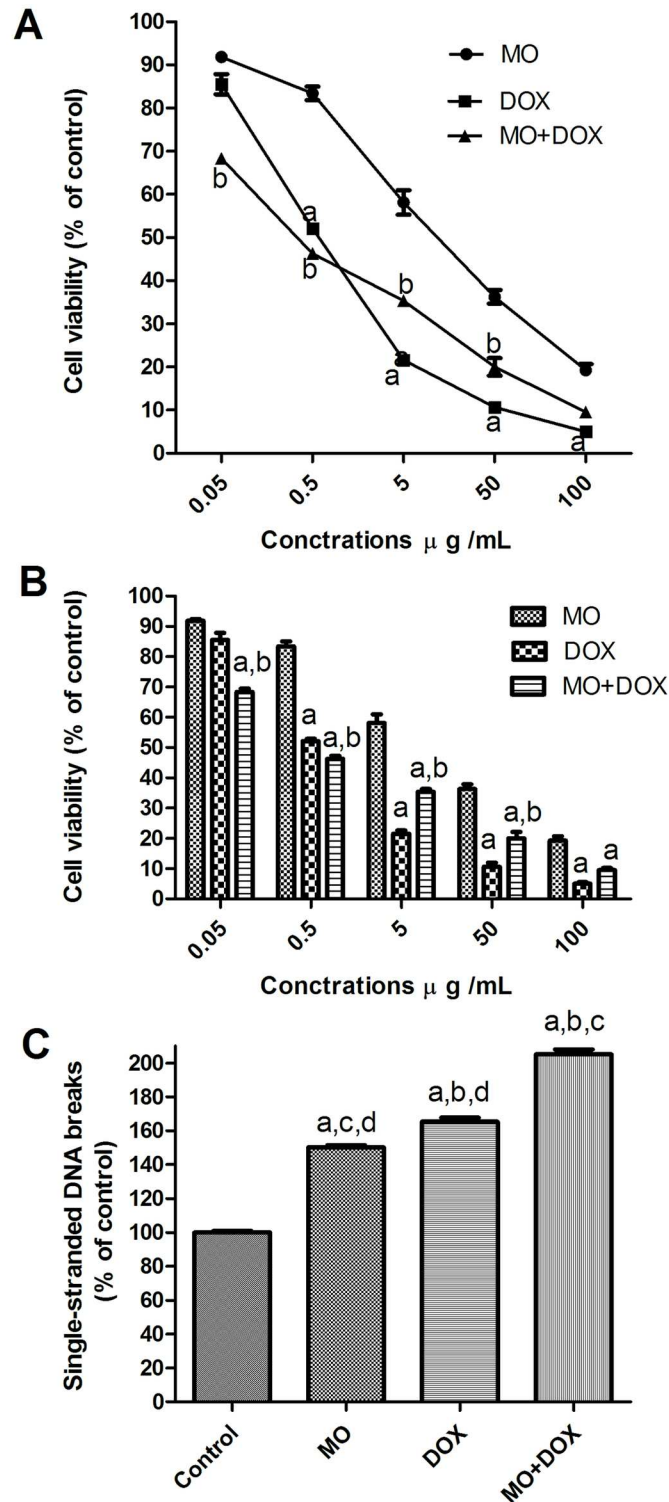 A
Cell viability (% of control)
100
90
80
70
60
50
40
30
20
10
0
MO
DOX
MO+DOX
b
a
b
b
a
a
b
a
a
0.05
0.5
5
50
100
Conctrations μ g /mL
B
Cell viability (% of control)
100
90
80
70
60
50
40
30
20
10
0
MO
DOX
MO+DOX
a,b
a
a,b
a
a,b
a
a,b
a
a
0.05
0.5
5
50
100
Conctrations μ g /mL
C
Single-stranded DNA breaks
(% of control)
200
180
160
140
120
100
80
60
40
20
0
a,c,d
a,b,d
a,b,c
Control
MO
DOX
MO+DOX